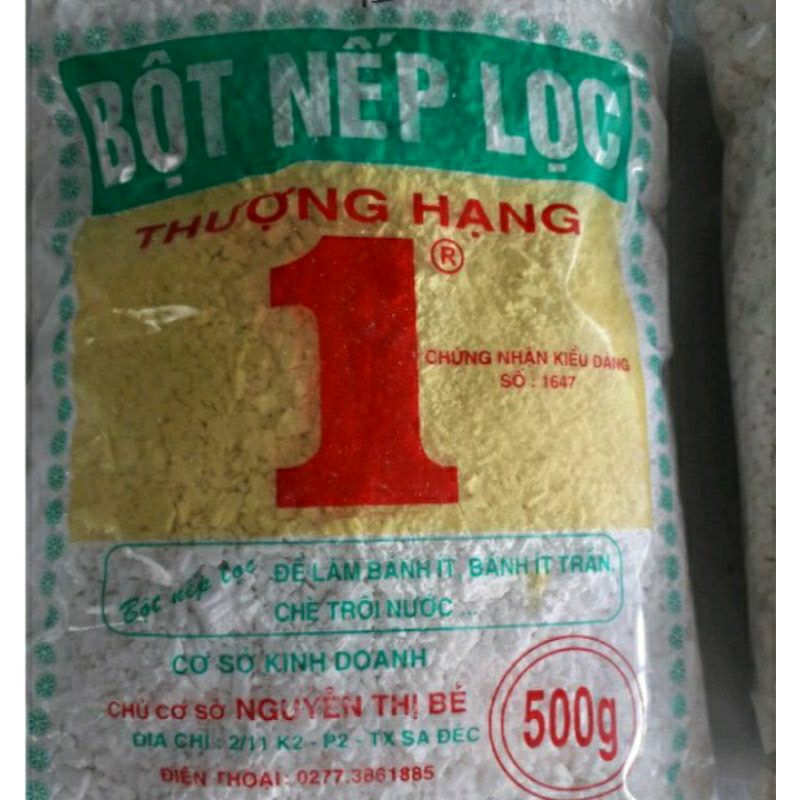 BỘT NẾP LỌC
THƯỢNG HẠNG
1®
CHỨNG NHẬN KIỂU DÁNG
SỐ : 1647
Bột nếp lọc ĐỂ LÀM BÁNH ÍT, BÁNH ÍT TRẦN,
CHÈ TRÔI NƯỚC ...
CƠ SỞ KINH DOANH
CHỦ CƠ SỞ NGUYỄN THỊ BÉ
ĐỊA CHỈ : 2/11 K2 - P2 - TX SA ĐÉC
ĐIỆN THOẠI: 0277.3861885
500g